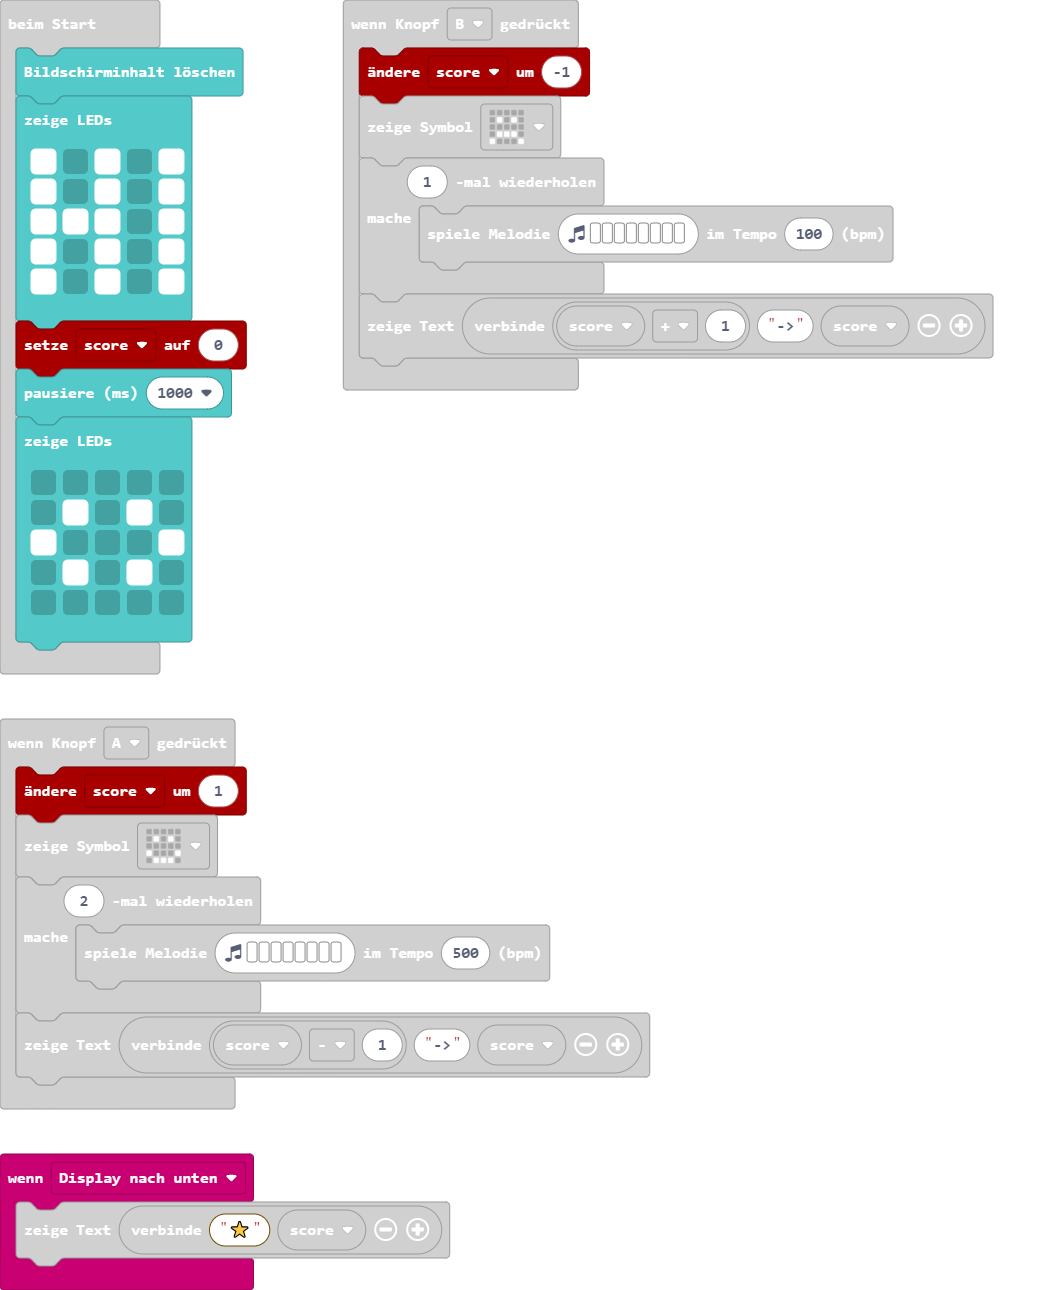 beim Start
Bildschirminhalt löschen
zeige LEDs
setze score auf 0
pausiere (ms) 1000
zeige LEDs
wenn Knopf B gedrückt
ändere score um -1
zeige Symbol
1 -mal wiederholen
mache
spiele Melodie im Tempo 100 (bpm)
zeige Text verbinde score + 1 "->" score
wenn Knopf A gedrückt
ändere score um 1
zeige Symbol
2 -mal wiederholen
mache
spiele Melodie im Tempo 500 (bpm)
zeige Text verbinde score - 1 "->" score
wenn Display nach unten
zeige Text verbinde "⭐" score